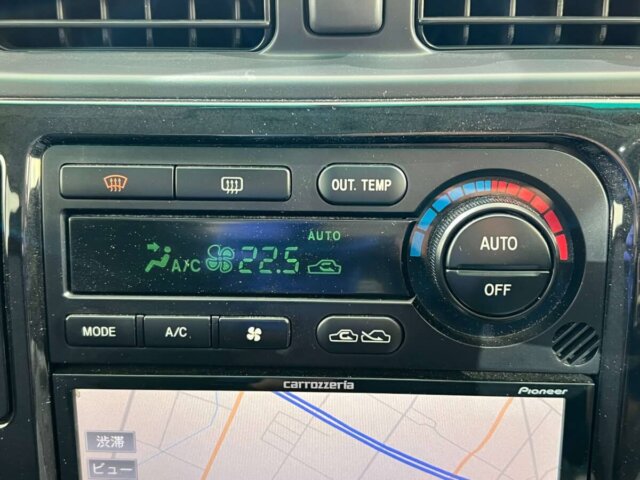 OUT. TEMP
AUTO
A/C 22.5
AUTO
OFF
MODE
A/C
carrozzeria
Pioneer
渋滞
ビュー